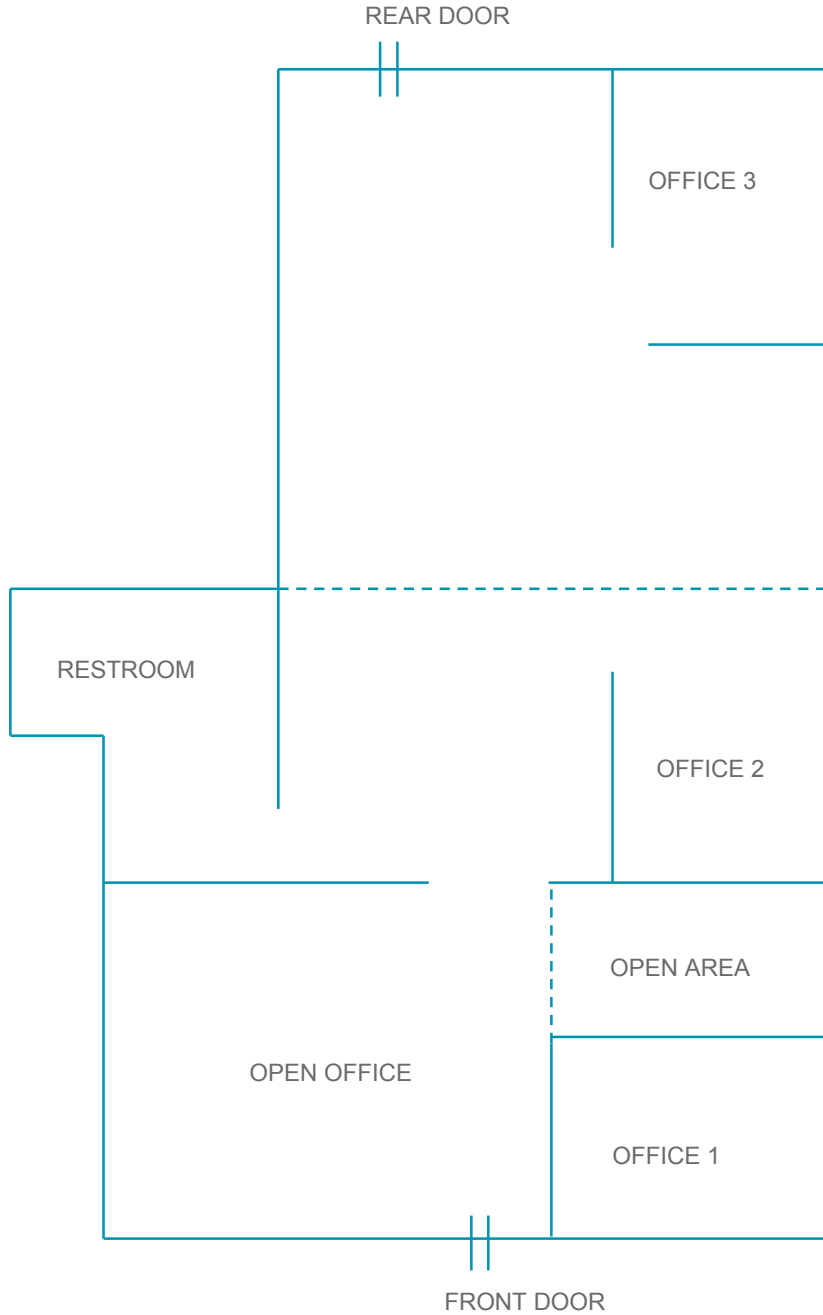 REAR DOOR
OFFICE 3
RESTROOM
OFFICE 2
OPEN AREA
OPEN OFFICE
OFFICE 1
FRONT DOOR